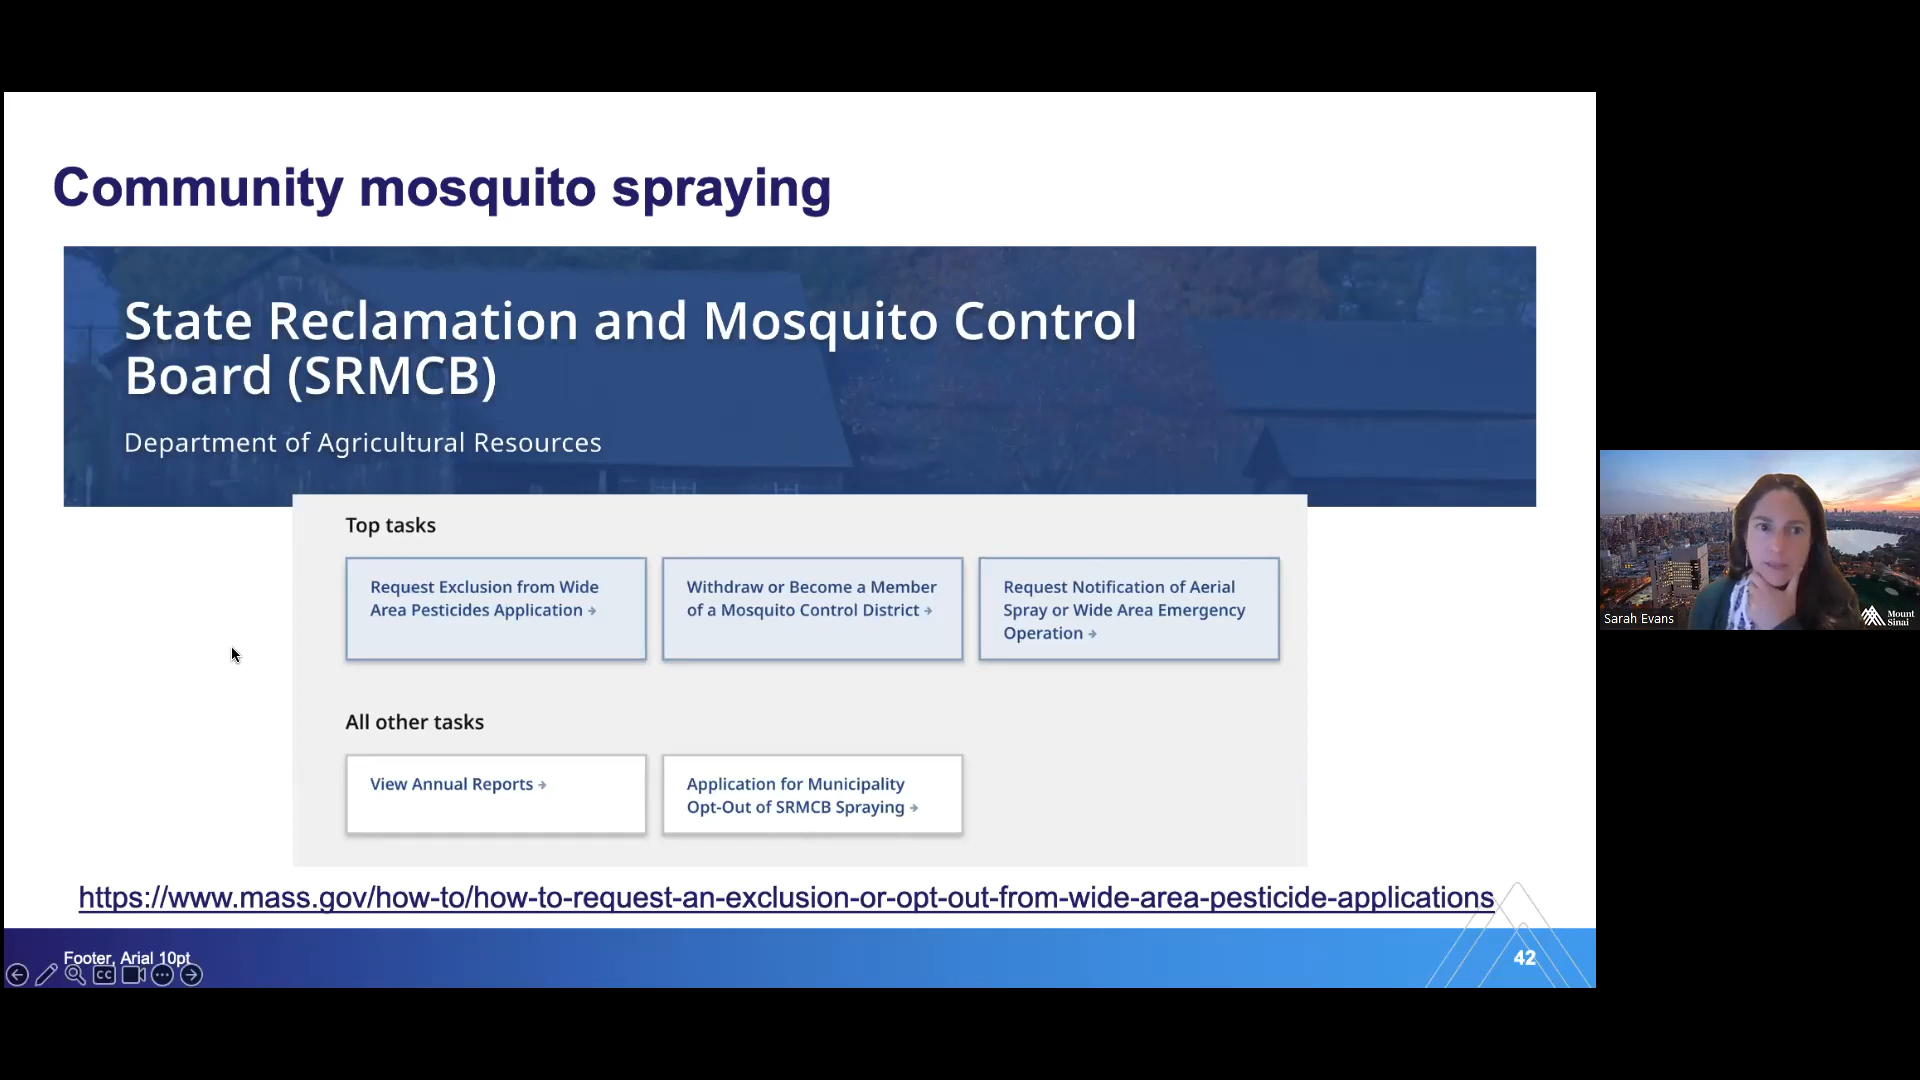 Community mosquito spraying
State Reclamation and Mosquito Control
Board (SRMCB)
Department of Agricultural Resources
Top tasks
Request Exclusion from Wide
Area Pesticides Application →
Withdraw or Become a Member
of a Mosquito Control District →
Request Notification of Aerial
Spray or Wide Area Emergency
Operation →
All other tasks
View Annual Reports →
Application for Municipality
Opt-Out of SRMCB Spraying →
https://www.mass.gov/how-to/how-to-request-an-exclusion-or-opt-out-from-wide-area-pesticide-applications
Footer, Arial 10pt
CC
42
Sarah Evans
Mount
Sinai